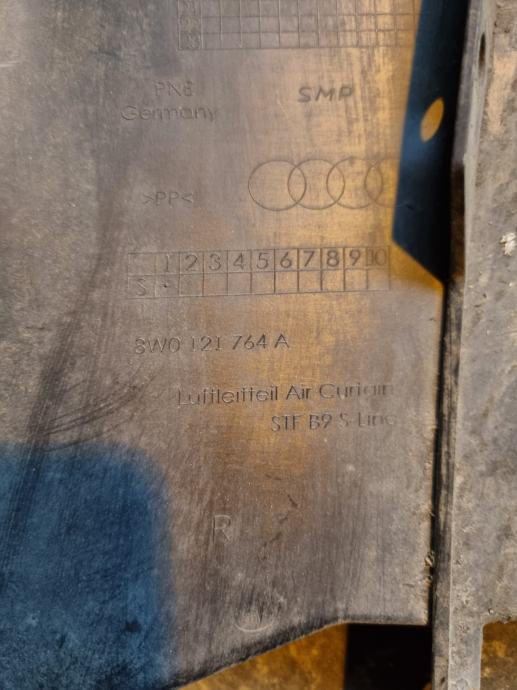 PNE
SMP
Germany
>PP<
1 2 3 4 5 6 7 8 9 10
S
8W0 121 764 A
Luftleitteil Air Curtain
STF B9 S-Line
R